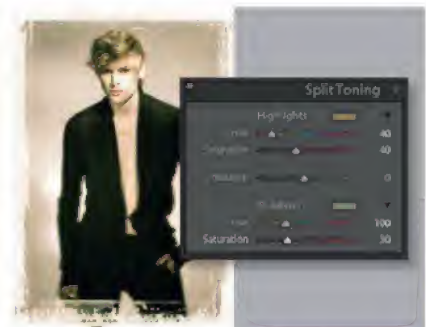 Split Toning
Highlights
Hue 40
Saturation 40
Balance 0
Shadows
Hue 100
Saturation 30